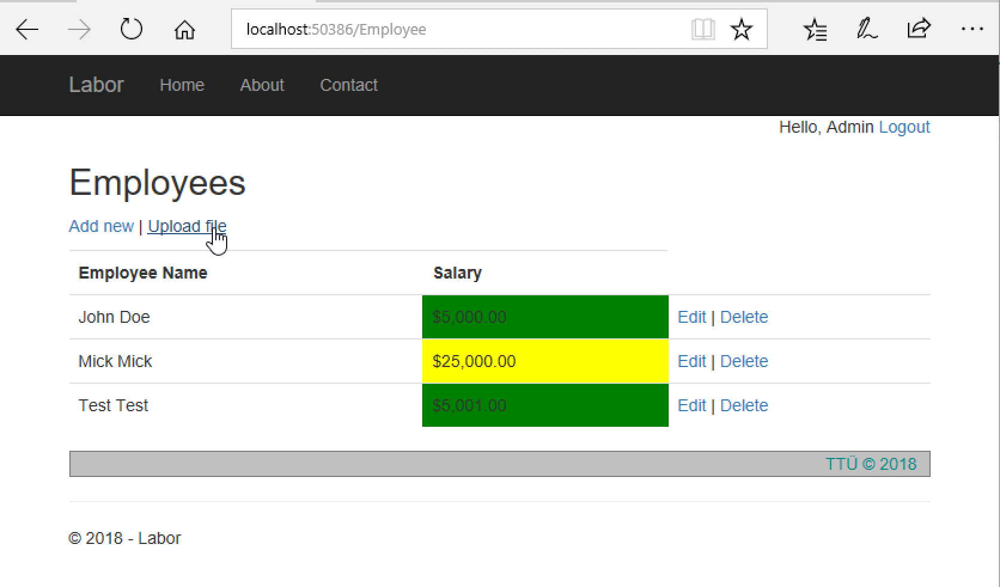 localhost:50386/Employee
Labor Home About Contact
Hello, Admin Logout
Employees
Add new | Upload file
Employee Name Salary
John Doe $5,000.00 Edit | Delete
Mick Mick $25,000.00 Edit | Delete
Test Test $5,001.00 Edit | Delete
TTÜ © 2018
© 2018 - Labor